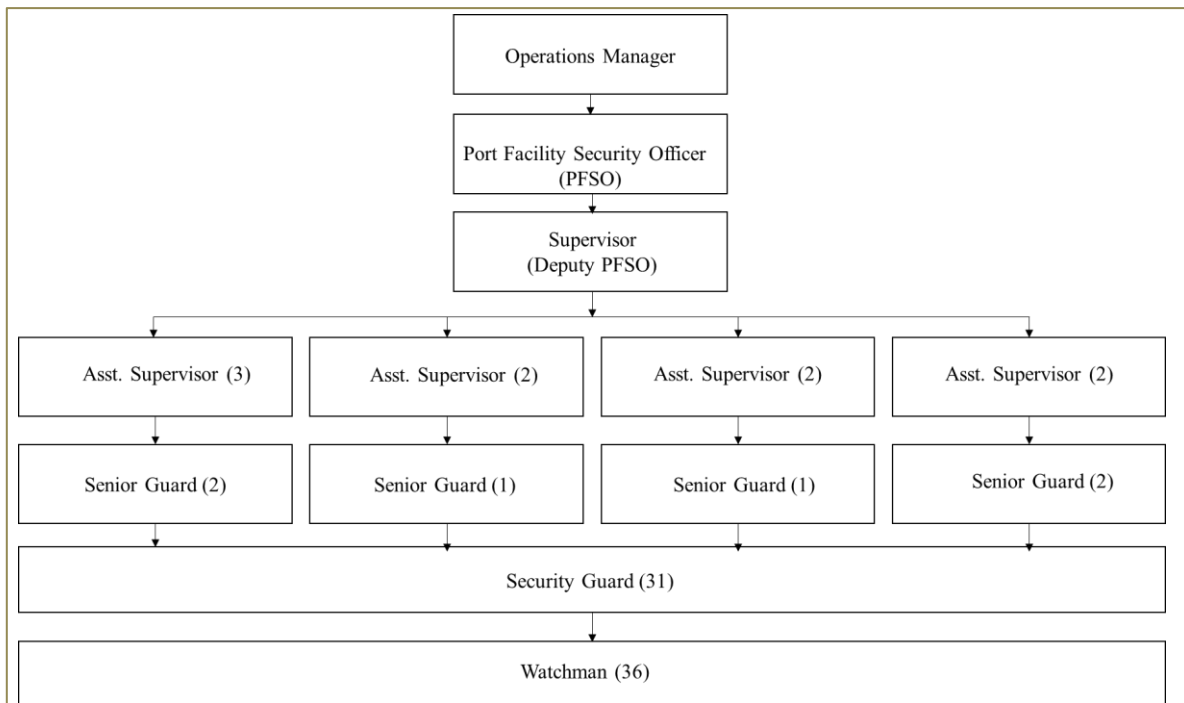 Operations Manager
Port Facility Security Officer
(PFSO)
Supervisor
(Deputy PFSO)
Asst. Supervisor (3)
Asst. Supervisor (2)
Asst. Supervisor (2)
Asst. Supervisor (2)
Senior Guard (2)
Senior Guard (1)
Senior Guard (1)
Senior Guard (2)
Security Guard (31)
Watchman (36)